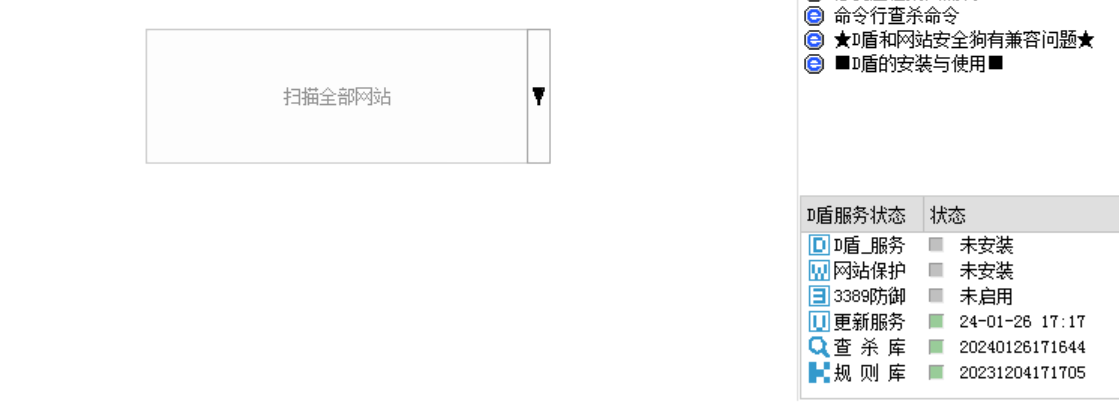 命令行查杀命令
★D盾和网站安全狗有兼容问题★
■D盾的安装与使用■
扫描全部网站
D盾服务状态 状态
D盾_服务 未安装
网站保护 未安装
3389防御 未启用
更新服务 24-01-26 17:17
查 杀 库 20240126171644
规 则 库 20231204171705